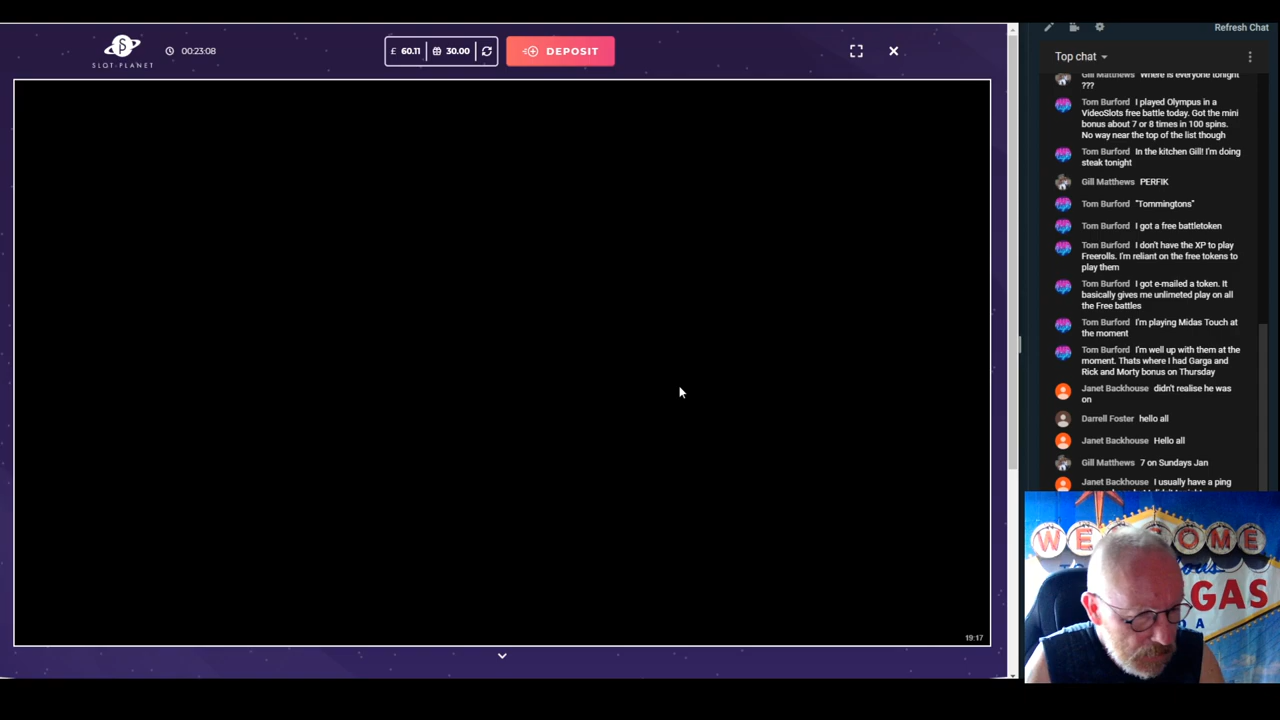 SLOT-PLANET
00:23:08
£ 60.11
30.00
DEPOSIT
19:17
Refresh Chat
Top chat
Gill Matthews Where is everyone tonight
???
Tom Burford I played Olympus in a
VideoSlots free battle today. Got the mini
bonus about 7 or 8 times in 100 spins.
No way near the top of the list though
Tom Burford In the kitchen Gill! I'm doing
steak tonight
Gill Matthews PERFIK
Tom Burford "Tommingtons"
Tom Burford I got a free battletoken
Tom Burford I don't have the XP to play
Freerolls. I'm reliant on the free tokens to
play them
Tom Burford I got e-mailed a token. It
basically gives me unlimeted play on all
the Free battles
Tom Burford I'm playing Midas Touch at
the moment
Tom Burford I'm well up with them at the
moment. Thats where I had Garga and
Rick and Morty bonus on Thursday
Janet Backhouse didn't realise he was
on
Darrell Foster hello all
Janet Backhouse Hello all
Gill Matthews 7 on Sundays Jan
Janet Backhouse I usually have a ping
WELCOME
GAS